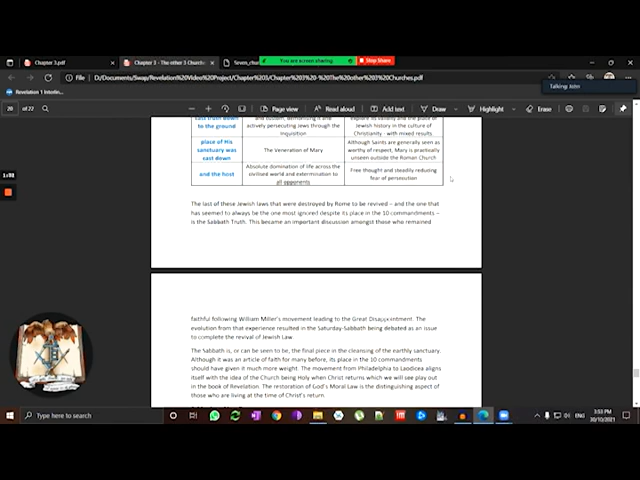 Chapter 3.pdf
Chapter 3 - The other 3 Church
You are screen sharing
Stop Share
File
D:/Documents/Swap/Revelation%20Video%20Project/Chapter%203/Chapter%203%20-%20The%20other%203%20Churches.pdf
Talking: John
Revelation 1 Interlin...
20 of 22
Page view
Read aloud
Add text
Draw
Highlight
Erase
Share
cast truth down to the ground
actively persecuting Jews through the inquisition
Jewish history in the culture of Christianity - with mixed results
place of His sanctuary was cast down
The Veneration of Mary
Although Saints are generally seen as worthy of respect, Mary is practically unseen outside the Roman Church
and the host
Absolute domination of life across the civilised world and extermination to all opponents
Free thought and steadily reducing fear of persecution
The last of these Jewish laws that were destroyed by Rome to be revived – and the one that
has seemed to always be the one most ignored despite its place in the 10 commandments –
is the Sabbath Truth. This became an important discussion amongst those who remained
faithful following William Miller's movement leading to the Great Disappointment. The
evolution from that experience resulted in the Saturday-Sabbath being debated as an issue
to complete the revival of Jewish Law.
The Sabbath is, or can be seen to be, the final piece in the cleansing of the earthly sanctuary.
Although it was an article of faith for many before, its place in the 10 commandments
should have given it much more weight. The movement from Philadelphia to Laodicea aligns
itself with the idea of the Church being Holy when Christ returns which we will see play out
in the book of Revelation. The restoration of God's Moral Law is the distinguishing aspect of
those who are living at the time of Christ's return.
Type here to search
ENG
3:53 PM
30/10/2021